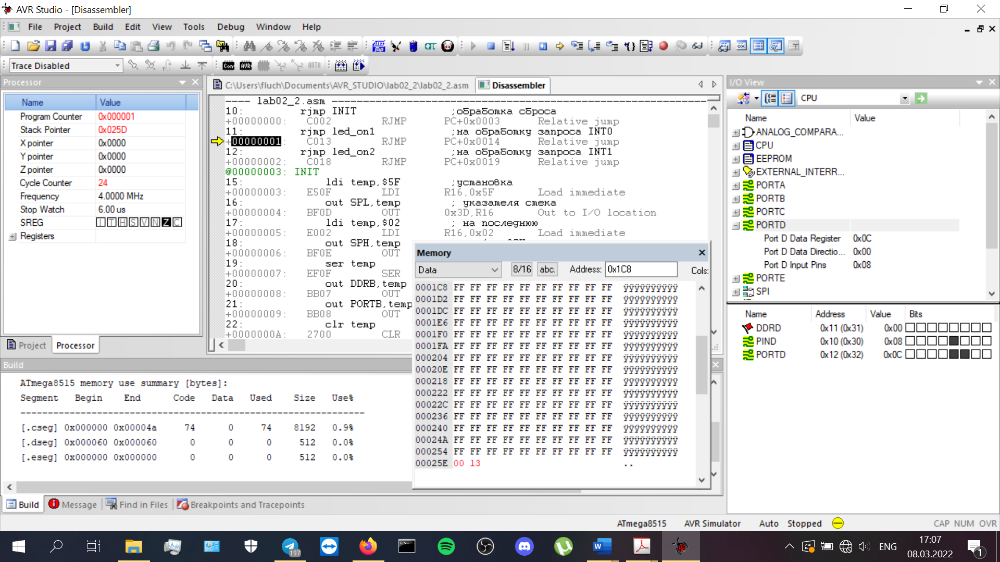 AVR Studio - [Disassembler]
File Project Build Edit View Tools Debug Window Help
Trace Disabled
Con AVR AUTO
Processor
Name Value
Program Counter 0x000001
Stack Pointer 0x025D
X pointer 0x0000
Y pointer 0x0000
Z pointer 0x0000
Cycle Counter 24
Frequency 4.0000 MHz
Stop Watch 6.00 us
SREG I T H S V N Z C
Registers
Project Processor
C:\Users\fluch\Documents\AVR_STUDIO\lab02_2\lab02_2.asm Disassembler
---- lab02_2.asm ----
10: rjmp INIT ;обработка сброса
+00000000: C002 RJMP PC+0x0003 Relative jump
11: rjmp led_on1 ;на обработку запроса INT0
+00000001: C013 RJMP PC+0x0014 Relative jump
12: rjmp led_on2 ;на обработку запроса INT1
+00000002: C018 RJMP PC+0x0019 Relative jump
@00000003: INIT
15: ldi temp,$5F ;установка
+00000003: E50F LDI R16,0x5F Load immediate
16: out SPL,temp ; указателя стека
+00000004: BF0D OUT 0x3D,R16 Out to I/O location
17: ldi temp,$02 ; на последнюю
+00000005: E002 LDI R16,0x02 Load immediate
18: out SPH,temp
+00000006: BF0E OUT
19: ser temp
+00000007: EF0F SER
20: out DDRB,temp
+00000008: BB07 OUT
21: out PORTB,temp
+00000009: BB08 OUT
22: clr temp
+0000000A: 2700 CLR
Memory
Data 8/16 abc. Address: 0x1C8 Cols:
0001C8 FF FF FF FF FF FF FF FF FF FF ÿÿÿÿÿÿÿÿÿÿ
0001D2 FF FF FF FF FF FF FF FF FF FF ÿÿÿÿÿÿÿÿÿÿ
0001DC FF FF FF FF FF FF FF FF FF FF ÿÿÿÿÿÿÿÿÿÿ
0001E6 FF FF FF FF FF FF FF FF FF FF ÿÿÿÿÿÿÿÿÿÿ
0001F0 FF FF FF FF FF FF FF FF FF FF ÿÿÿÿÿÿÿÿÿÿ
0001FA FF FF FF FF FF FF FF FF FF FF ÿÿÿÿÿÿÿÿÿÿ
000204 FF FF FF FF FF FF FF FF FF FF ÿÿÿÿÿÿÿÿÿÿ
00020E FF FF FF FF FF FF FF FF FF FF ÿÿÿÿÿÿÿÿÿÿ
000218 FF FF FF FF FF FF FF FF FF FF ÿÿÿÿÿÿÿÿÿÿ
000222 FF FF FF FF FF FF FF FF FF FF ÿÿÿÿÿÿÿÿÿÿ
00022C FF FF FF FF FF FF FF FF FF FF ÿÿÿÿÿÿÿÿÿÿ
000236 FF FF FF FF FF FF FF FF FF FF ÿÿÿÿÿÿÿÿÿÿ
000240 FF FF FF FF FF FF FF FF FF FF ÿÿÿÿÿÿÿÿÿÿ
00024A FF FF FF FF FF FF FF FF FF FF ÿÿÿÿÿÿÿÿÿÿ
000254 FF FF FF FF FF FF FF FF FF FF ÿÿÿÿÿÿÿÿÿÿ
00025E 00 13 ..
I/O View
CPU
Name Value
ANALOG_COMPARA...
CPU
EEPROM
EXTERNAL_INTERR...
PORTA
PORTB
PORTC
PORTD
Port D Data Register 0x0C
Port D Data Directio... 0x00
Port D Input Pins 0x08
PORTE
SPI
Name Address Value Bits
DDRD 0x11 (0x31) 0x00
PIND 0x10 (0x30) 0x08
PORTD 0x12 (0x32) 0x0C
Build
ATmega8515 memory use summary [bytes]:
Segment Begin End Code Data Used Size Use%
---------------------------------------------------------------
[.cseg] 0x000000 0x00004a 74 0 74 8192 0.9%
[.dseg] 0x000060 0x000060 0 0 0 512 0.0%
[.eseg] 0x000000 0x000000 0 0 0 512 0.0%
Build Message Find in Files Breakpoints and Tracepoints
ATmega8515 AVR Simulator Auto Stopped CAP NUM OVR
197
ENG
17:07
08.03.2022
1